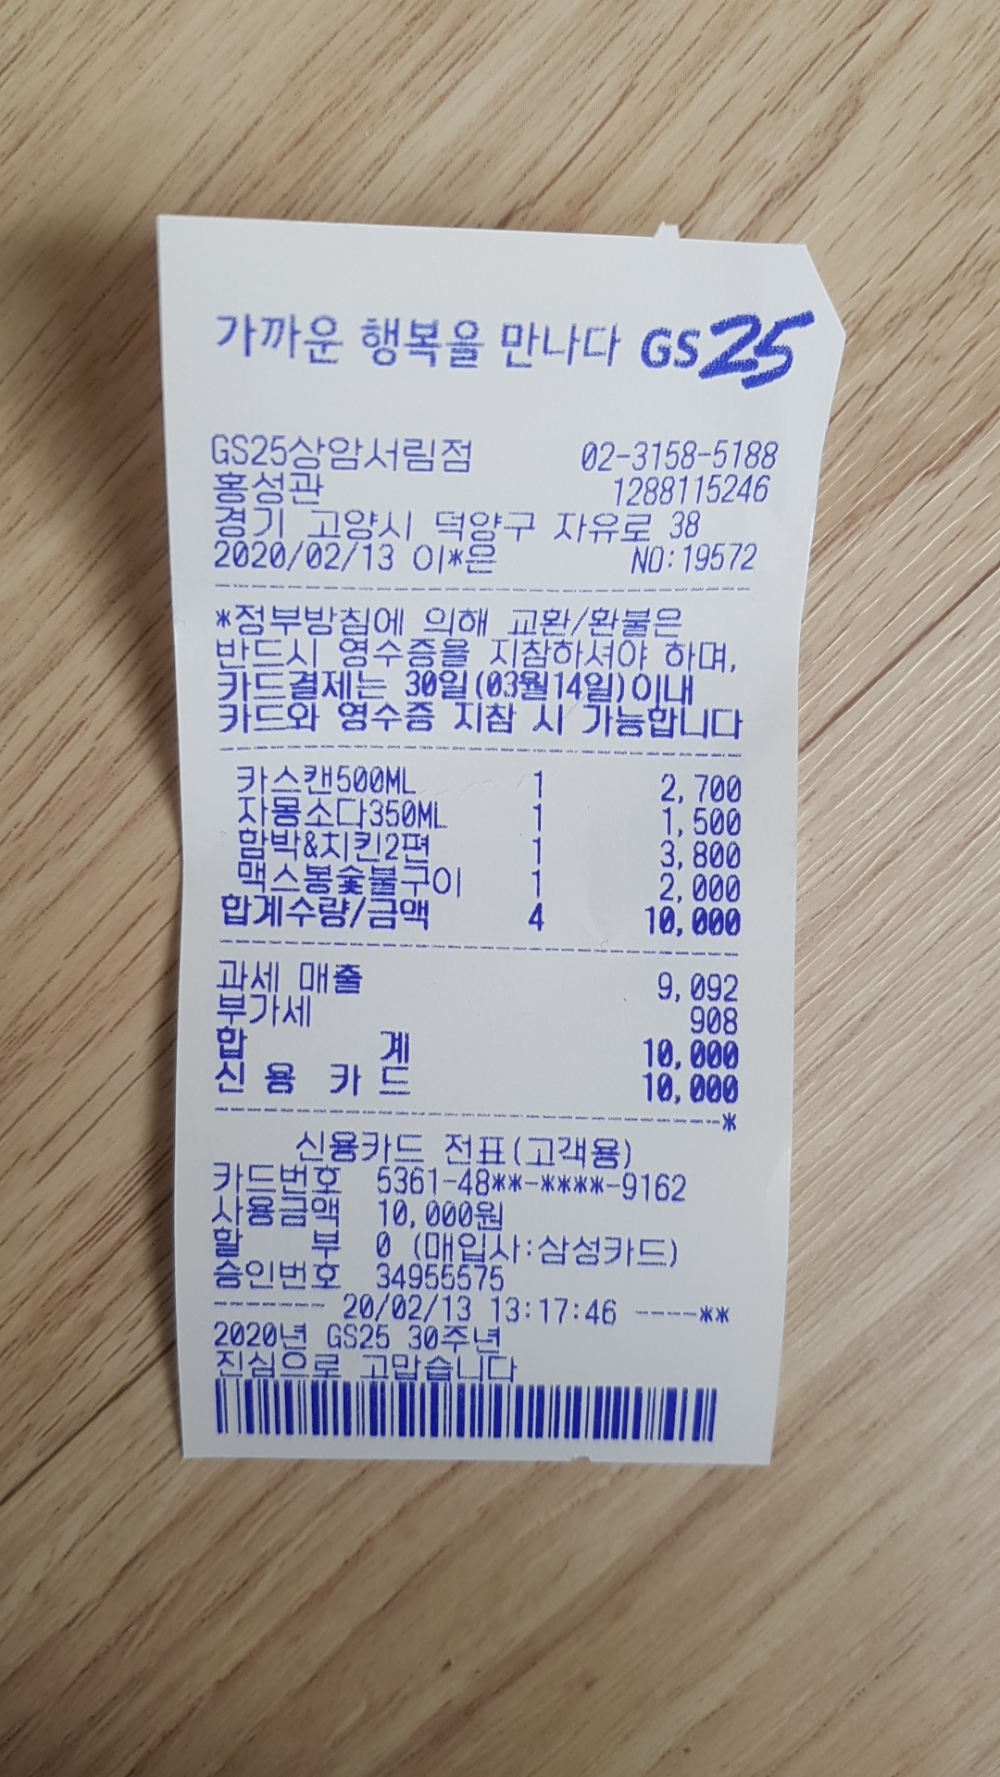 가까운 행복을 만나다 GS25
GS25상암서림점 02-3158-5188
홍성관 1288115246
경기 고양시 덕양구 자유로 38
2020/02/13 이*은 NO:19572
*정부방침에 의해 교환/환불은
반드시 영수증을 지참하셔야 하며,
카드결제는 30일(03월14일)이내
카드와 영수증 지참 시 가능합니다
카스캔500ML 1 2,700
자몽소다350ML 1 1,500
함박&치킨2편 1 3,800
맥스봉숯불구이 1 2,000
합계수량/금액 4 10,000
과세 매출 9,092
부가세 908
합 계 10,000
신 용 카 드 10,000
신용카드 전표(고객용)
카드번호 5361-48**-****-9162
사용금액 10,000원
할 부 0 (매입사:삼성카드)
승인번호 34955575
---- 20/02/13 13:17:46 ----**
2020년 GS25 30주년
진심으로 고맙습니다